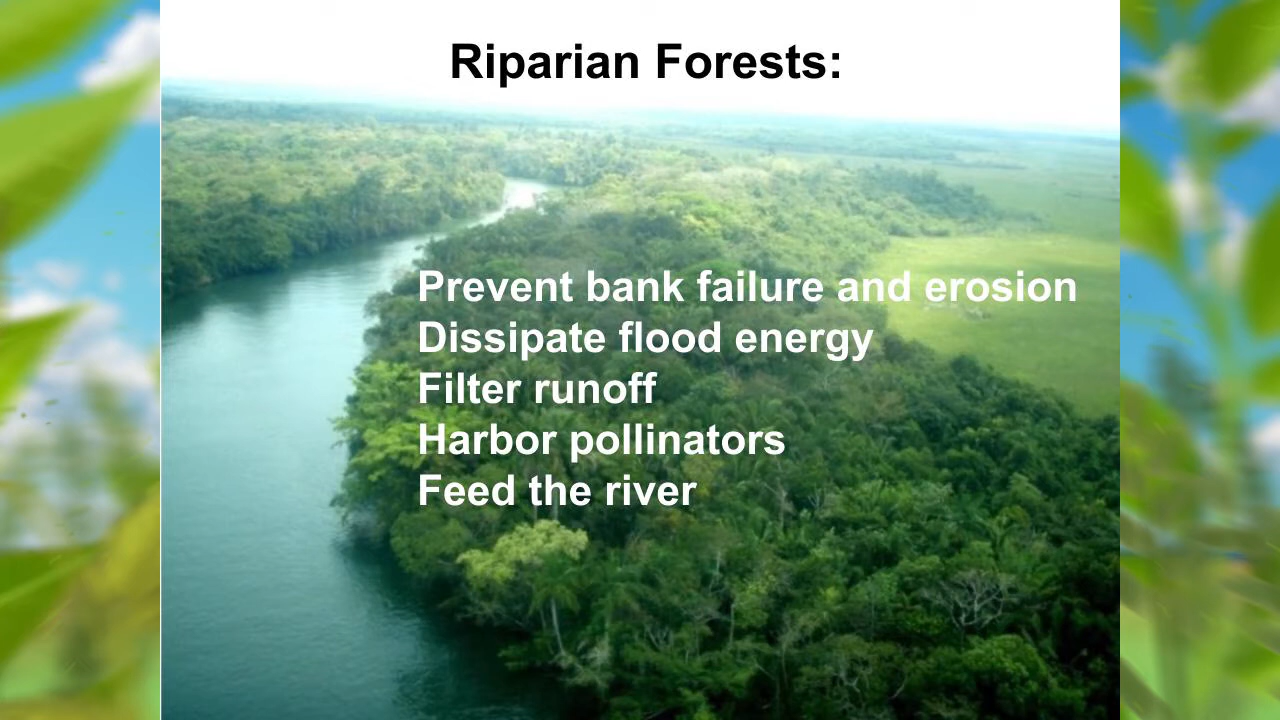 Riparian Forests:
Prevent bank failure and erosion
Dissipate flood energy
Filter runoff
Harbor pollinators
Feed the river